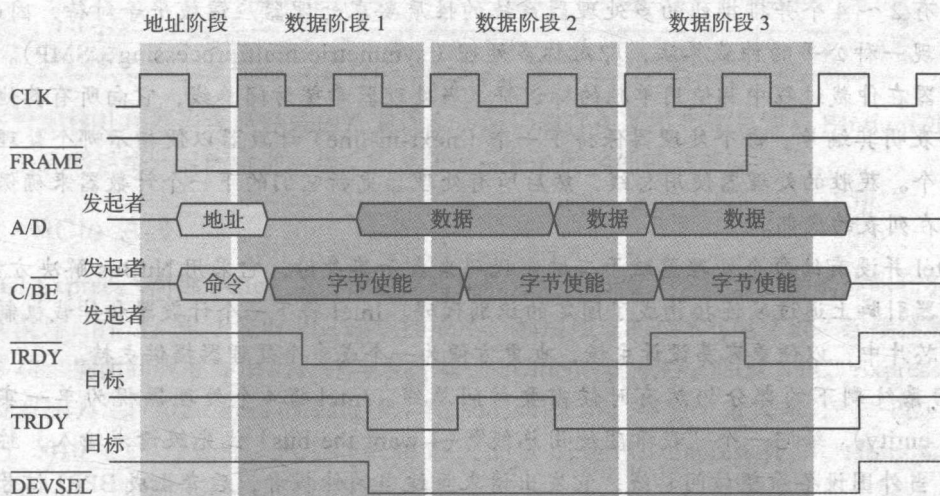 地址阶段 数据阶段 1 数据阶段 2 数据阶段 3
CLK
FRAME
发起者
A/D 地址 数据 数据 数据
发起者
C/BE 命令 字节使能 字节使能 字节使能
发起者
IRDY
目标
TRDY
目标
DEVSEL